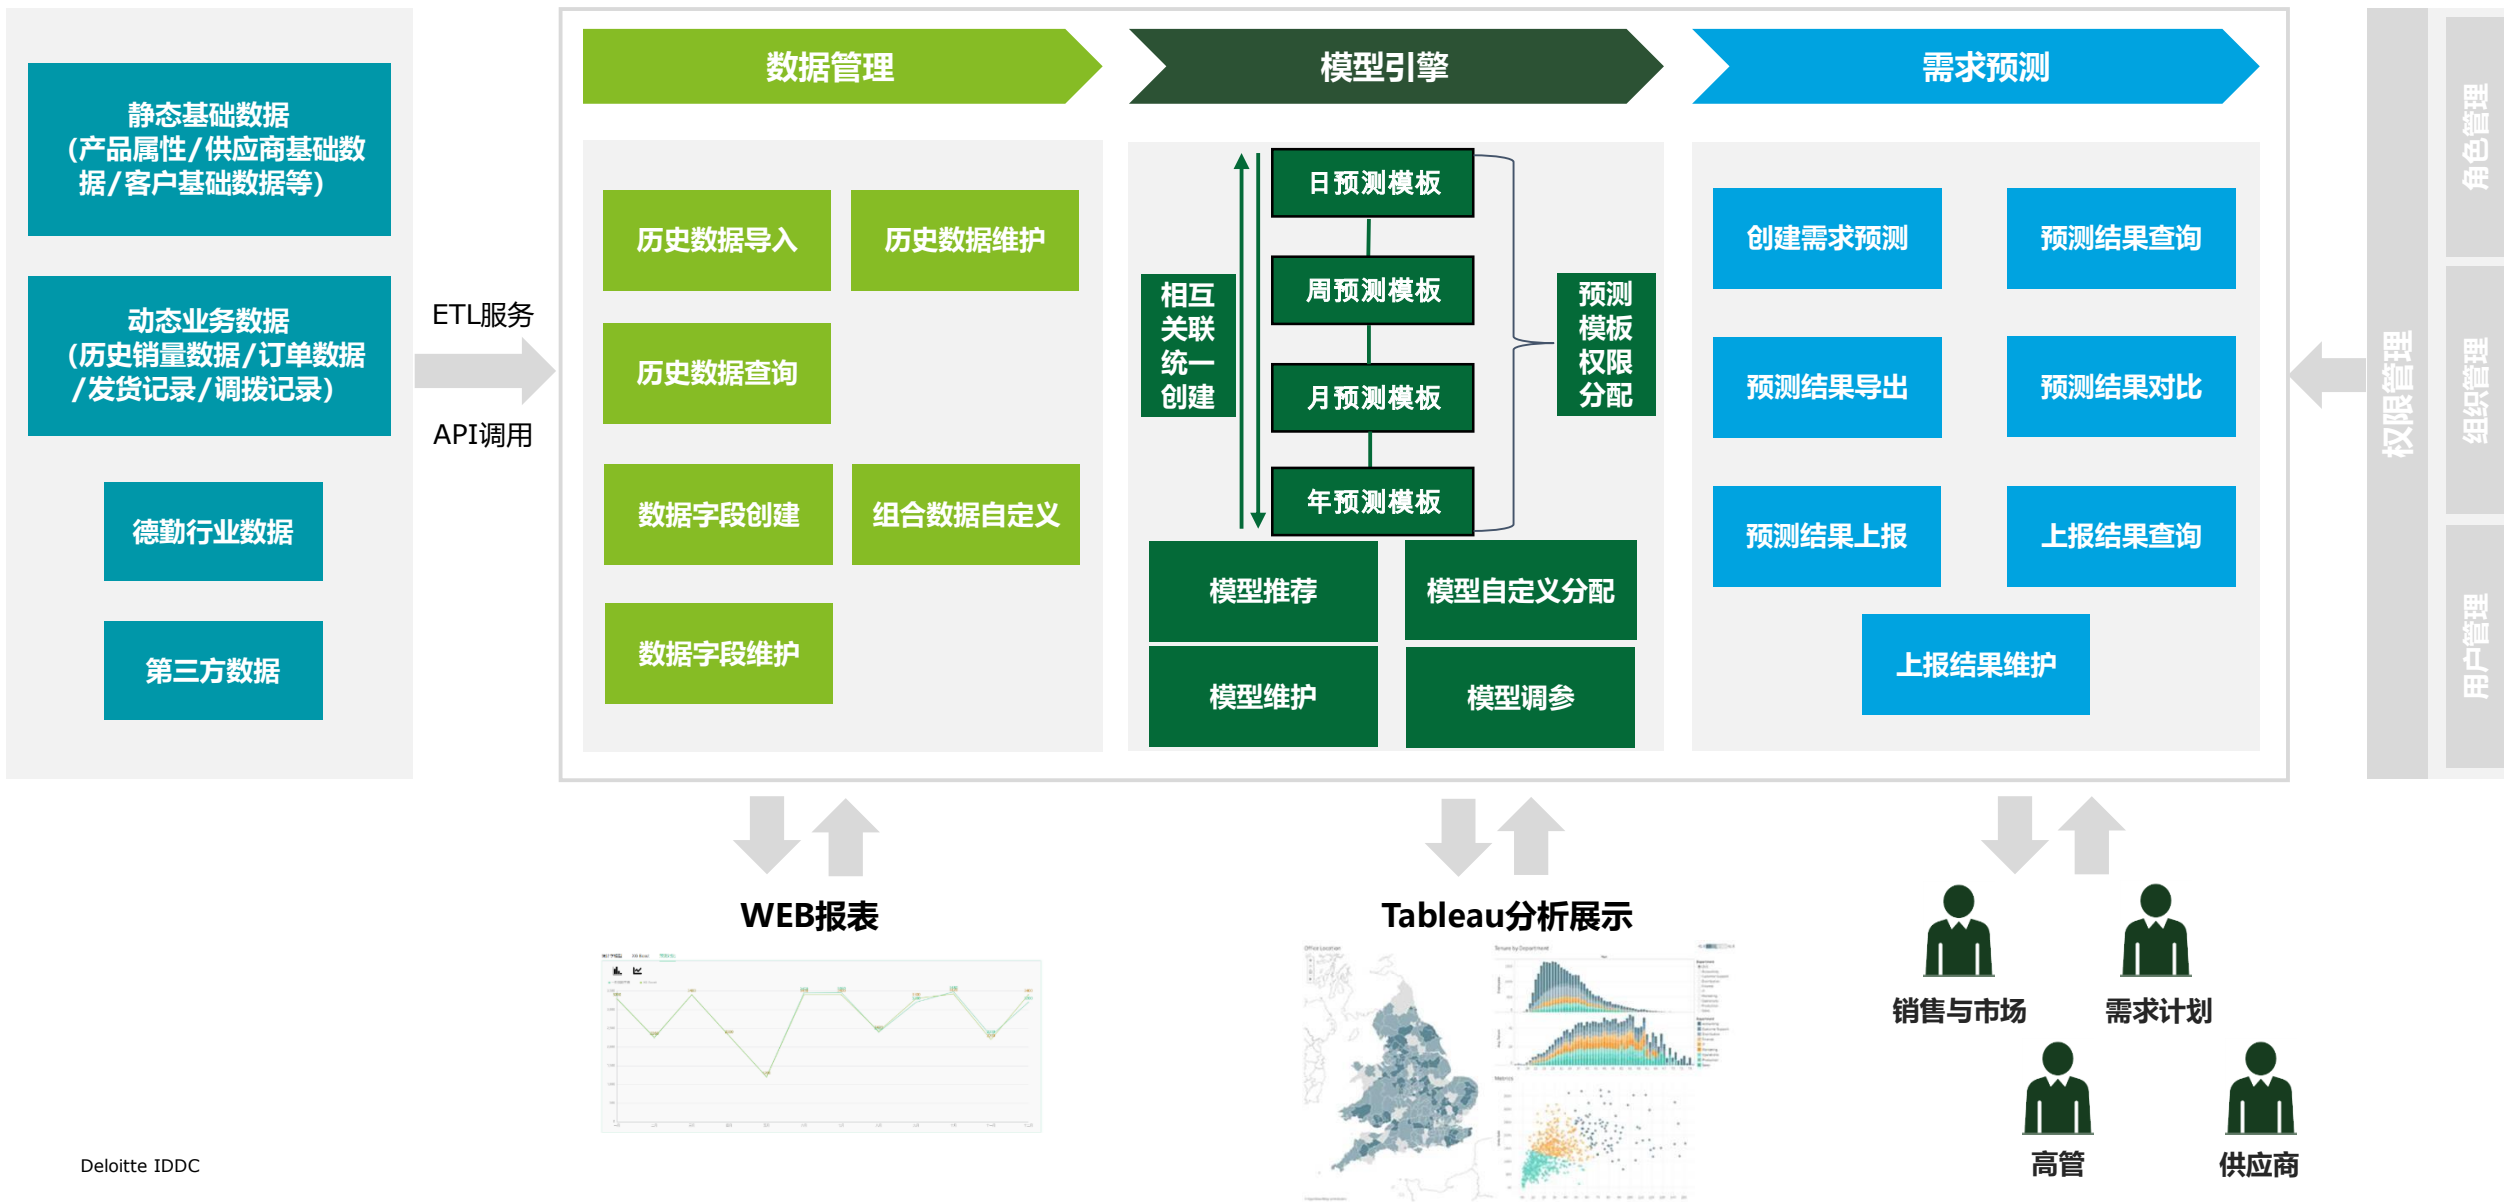 静态基础数据
(产品属性/供应商基础数
据/客户基础数据等)
动态业务数据
(历史销量数据/订单数据
/发货记录/调拨记录)
德勤行业数据
第三方数据
ETL服务
API调用
数据管理
历史数据导入
历史数据维护
历史数据查询
数据字段创建
组合数据自定义
数据字段维护
模型引擎
日预测模板
周预测模板
月预测模板
年预测模板
相互
关联
统一
创建
预测
模板
权限
分配
模型推荐
模型自定义分配
模型维护
模型调参
需求预测
创建需求预测
预测结果查询
预测结果导出
预测结果对比
预测结果上报
上报结果查询
上报结果维护
权限管理
角色管理
组织管理
用户管理
WEB报表
Tableau分析展示
Office Location
Tenure by Department
Metrics
销售与市场
需求计划
高管
供应商
Deloitte IDDC